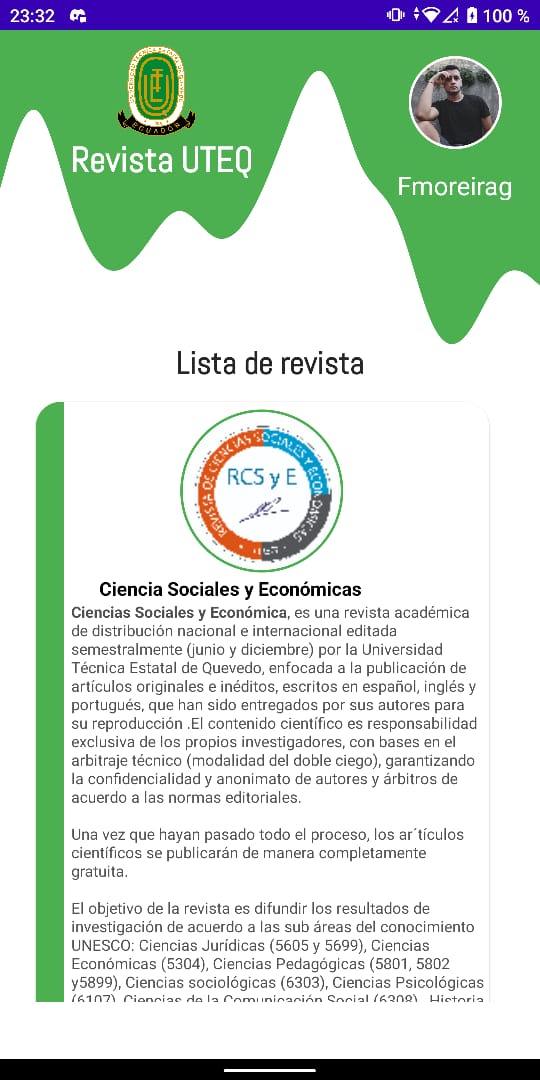 23:32
100 %
ECUADOR
Revista UTEQ
Fmoreirag
Lista de revista
REVISTA DE CIENCIAS SOCIALES Y ECONÓMICAS
RCS y E
Ciencia Sociales y Económicas
Ciencias Sociales y Económica, es una revista académica
de distribución nacional e internacional editada
semestralmente (junio y diciembre) por la Universidad
Técnica Estatal de Quevedo, enfocada a la publicación de
artículos originales e inéditos, escritos en español, inglés y
portugués, que han sido entregados por sus autores para
su reproducción .El contenido científico es responsabilidad
exclusiva de los propios investigadores, con bases en el
arbitraje técnico (modalidad del doble ciego), garantizando
la confidencialidad y anonimato de autores y árbitros de
acuerdo a las normas editoriales.
Una vez que hayan pasado todo el proceso, los ar´tículos
científicos se publicarán de manera completamente
gratuita.
El objetivo de la revista es difundir los resultados de
investigación de acuerdo a las sub áreas del conocimiento
UNESCO: Ciencias Jurídicas (5605 y 5699), Ciencias
Económicas (5304), Ciencias Pedagógicas (5801, 5802
y5899), Ciencias sociológicas (6303), Ciencias Psicológicas
(6107), Ciencias de la Comunicación Social (6308), Historia